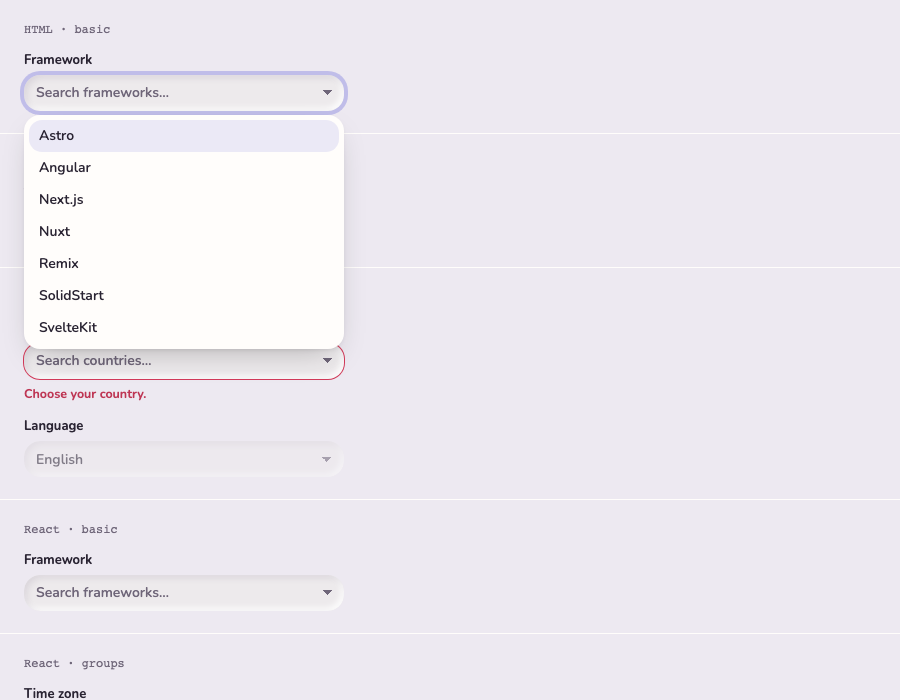 HTML · basic
Framework
Search frameworks…
Astro
Angular
Next.js
Nuxt
Remix
SolidStart
SvelteKit
Search countries…
Choose your country.
Language
English
React · basic
Framework
Search frameworks…
React · groups
Time zone